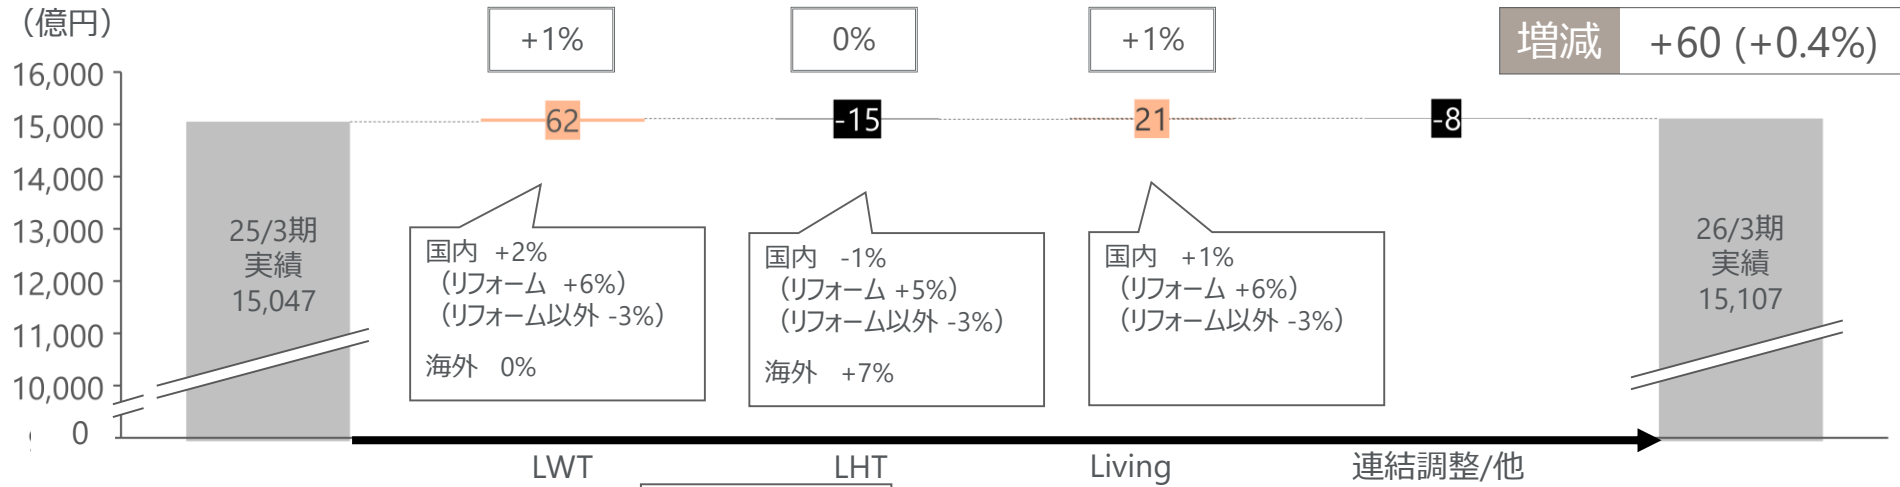 （億円）
+1%
0%
+1%
増減 +60 (+0.4%)
16,000
15,000
14,000
13,000
12,000
11,000
10,000
0
25/3期
実績
15,047
62
-15
21
-8
国内 +2%
（リフォーム +6%）
（リフォーム以外 -3%）
海外 0%
国内 -1%
（リフォーム +5%）
（リフォーム以外 -3%）
海外 +7%
国内 +1%
（リフォーム +6%）
（リフォーム以外 -3%）
26/3期
実績
15,107
LWT
LHT
Living
連結調整/他